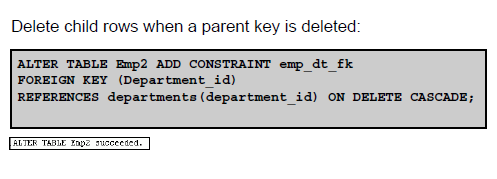 Delete child rows when a parent key is deleted:
ALTER TABLE Emp2 ADD CONSTRAINT emp_dt_fk
FOREIGN KEY (Department_id)
REFERENCES departments(department_id) ON DELETE CASCADE;
ALTER TABLE Emp2 succeeded.